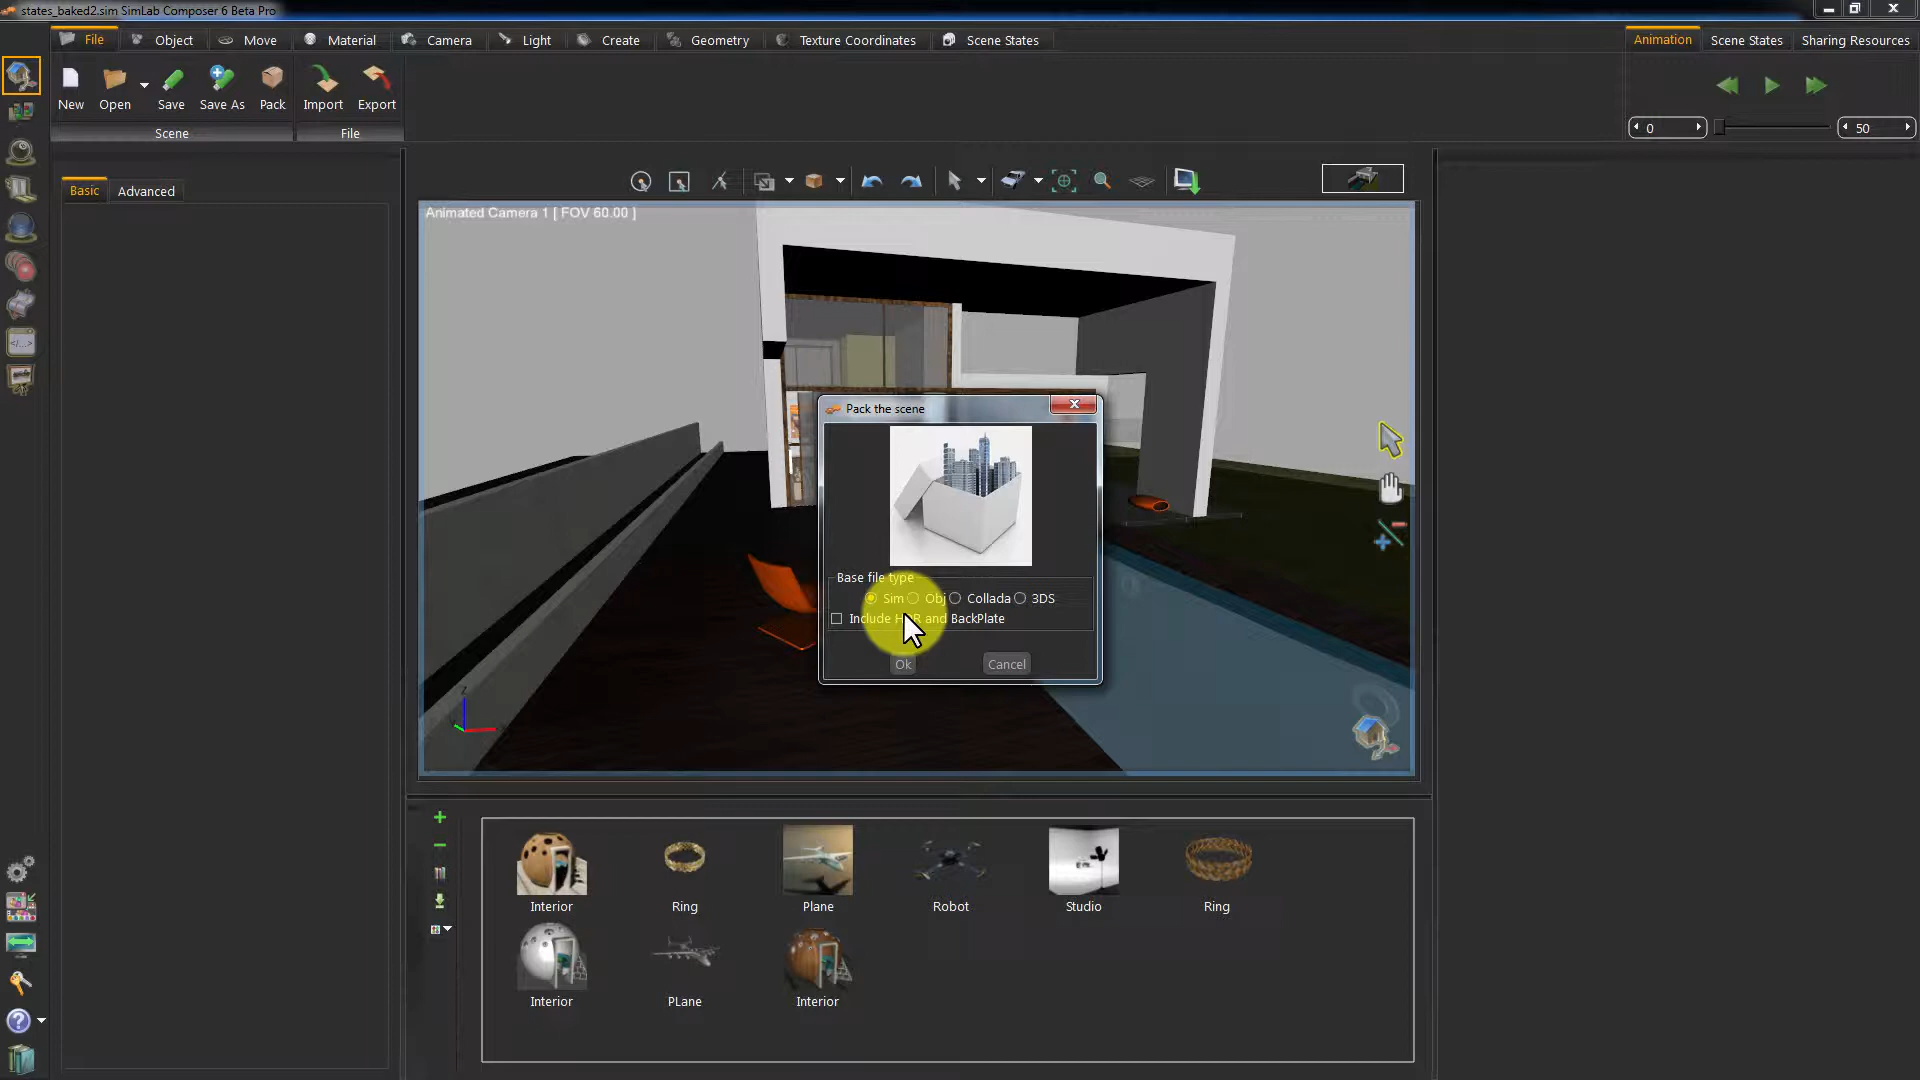 states_baked2.sim SimLab Composer 6 Beta Pro
File Object Move Material Camera Light Create Geometry Texture Coordinates Scene States
Animation Scene States Sharing Resources
New Open Save Save As Pack Import Export
Scene File
0 50
Basic Advanced
Animated Camera 1 [ FOV 60.00 ]
Pack the scene
Base file type
Sim Obj Collada 3DS
Include HDR and BackPlate
Ok Cancel
Z
Interior Ring Plane Robot Studio Ring
Interior PLane Interior